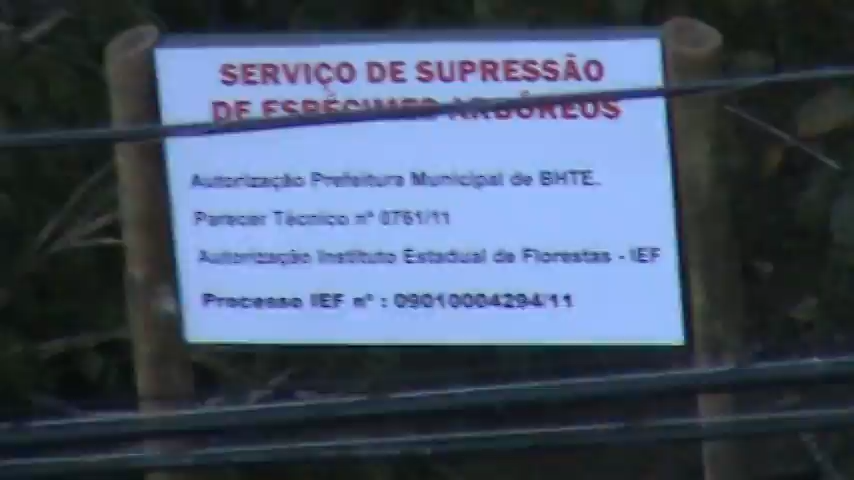 SERVIÇO DE SUPRESSÃO
DE ESPÉCIMES ARBÓREOS
Autorização Prefeitura Municipal de BHTE.
Parecer Técnico nº 0761/11
Autorização Instituto Estadual de Florestas - IEF
Processo IEF nº : 09010004294/11